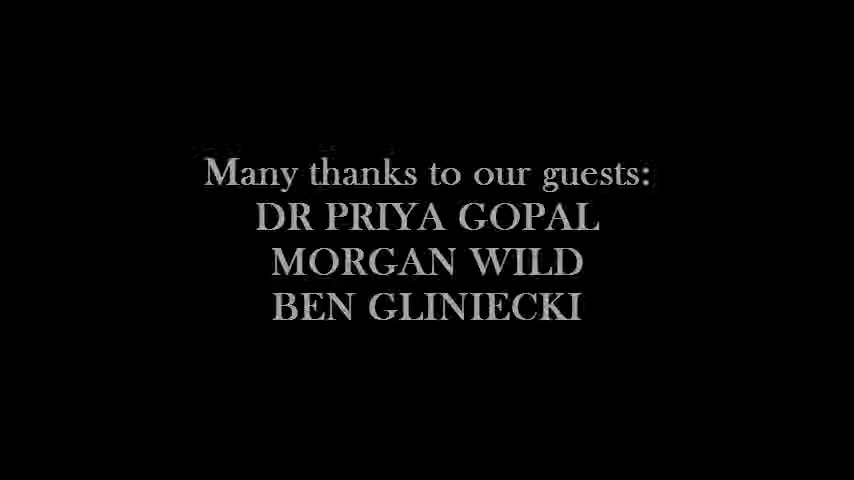 Many thanks to our guests:
DR PRIYA GOPAL
MORGAN WILD
BEN GLINIECKI